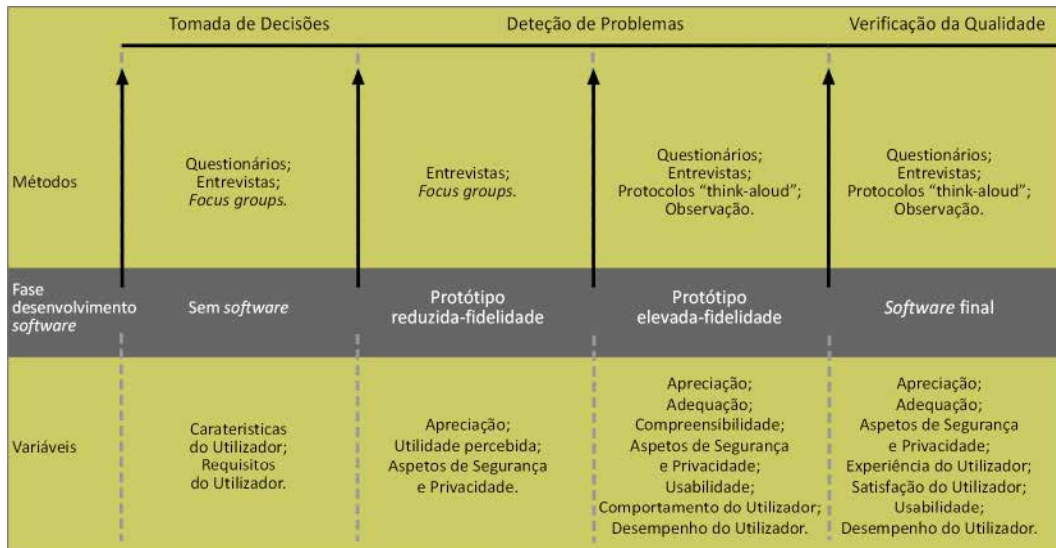 Tomada de Decisões
Deteção de Problemas
Verificação da Qualidade
Métodos
Questionários;
Entrevistas;
Focus groups.
Entrevistas;
Focus groups.
Questionários;
Entrevistas;
Protocolos “think-aloud”;
Observação.
Questionários;
Entrevistas;
Protocolos “think-aloud”;
Observação.
Fase
desenvolvimento
software
Sem software
Protótipo
reduzida-fidelidade
Protótipo
elevada-fidelidade
Software final
Variáveis
Carateristicas
do Utilizador;
Requisitos
do Utilizador.
Apreciação;
Utilidade percebida;
Aspetos de Segurança
e Privacidade.
Apreciação;
Adequação;
Compreensibilidade;
Aspetos de Segurança
e Privacidade;
Usabilidade;
Comportamento do Utilizador;
Desempenho do Utilizador.
Apreciação;
Adequação;
Aspetos de Segurança
e Privacidade;
Experiência do Utilizador;
Satisfação do Utilizador;
Usabilidade;
Desempenho do Utilizador.